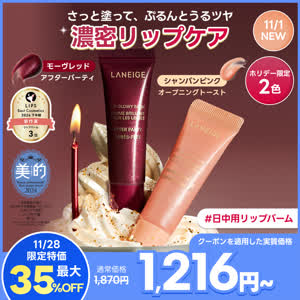 さっと塗って、ぷるんとうるツヤ
濃密リップケア
11/1
NEW
モーヴレッド
アフターパーティ
シャンパンピンク
オープニングトースト
ホリデー限定
2色
LANEIGE
LIPS
Best Cosmetics
3位
美的
#日中用リップバーム
11/28
限定特価
最大
35%OFF
通常価格
1,870円
クーポンを適用した実質価格
1,216円~